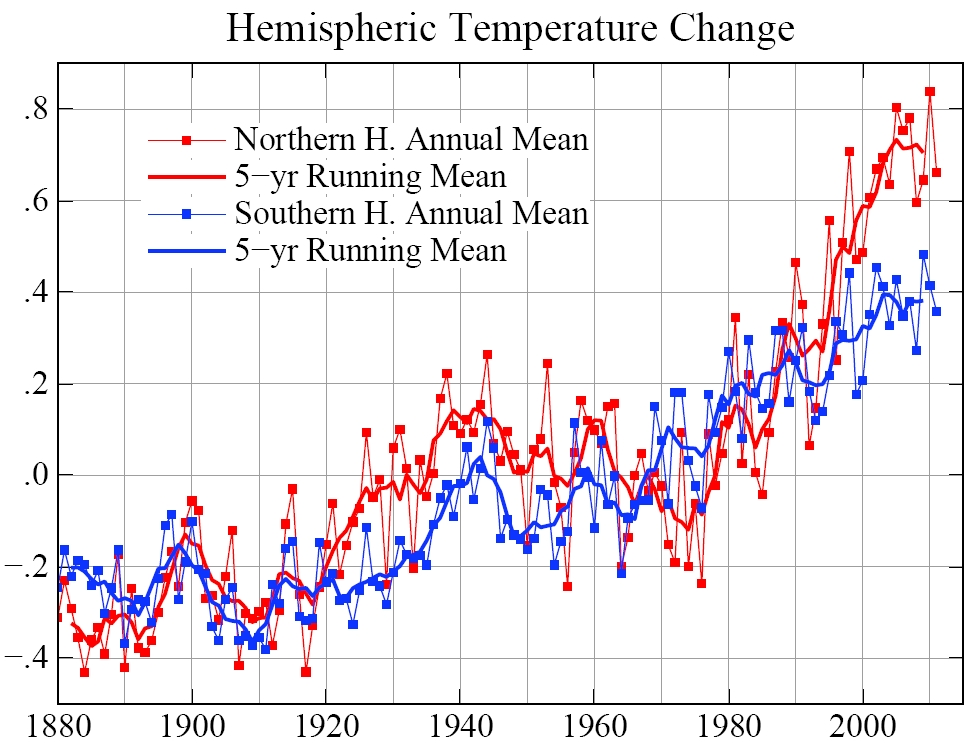 Hemispheric Temperature Change
.8
.6
.4
.2
.0
−.2
−.4
Northern H. Annual Mean
5−yr Running Mean
Southern H. Annual Mean
5−yr Running Mean
1880 1900 1920 1940 1960 1980 2000